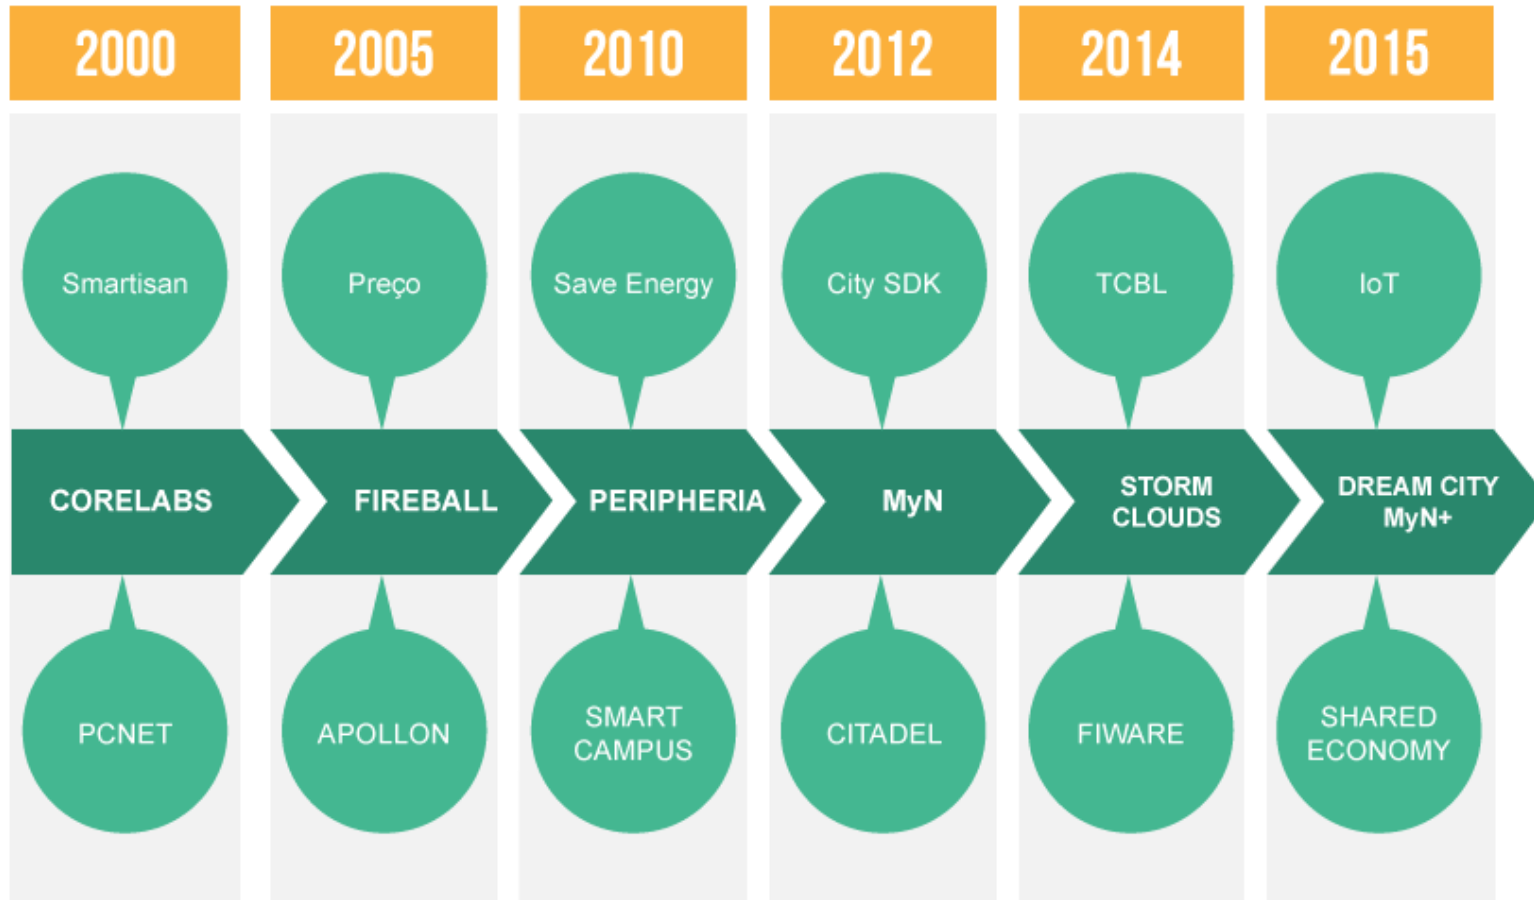 2000
2005
2010
2012
2014
2015
Smartisan
Preço
Save Energy
City SDK
TCBL
IoT
CORELABS
FIREBALL
PERIPHERIA
MyN
STORM
CLOUDS
DREAM CITY
MyN+
PCNET
APOLLON
SMART
CAMPUS
CITADEL
FIWARE
SHARED
ECONOMY